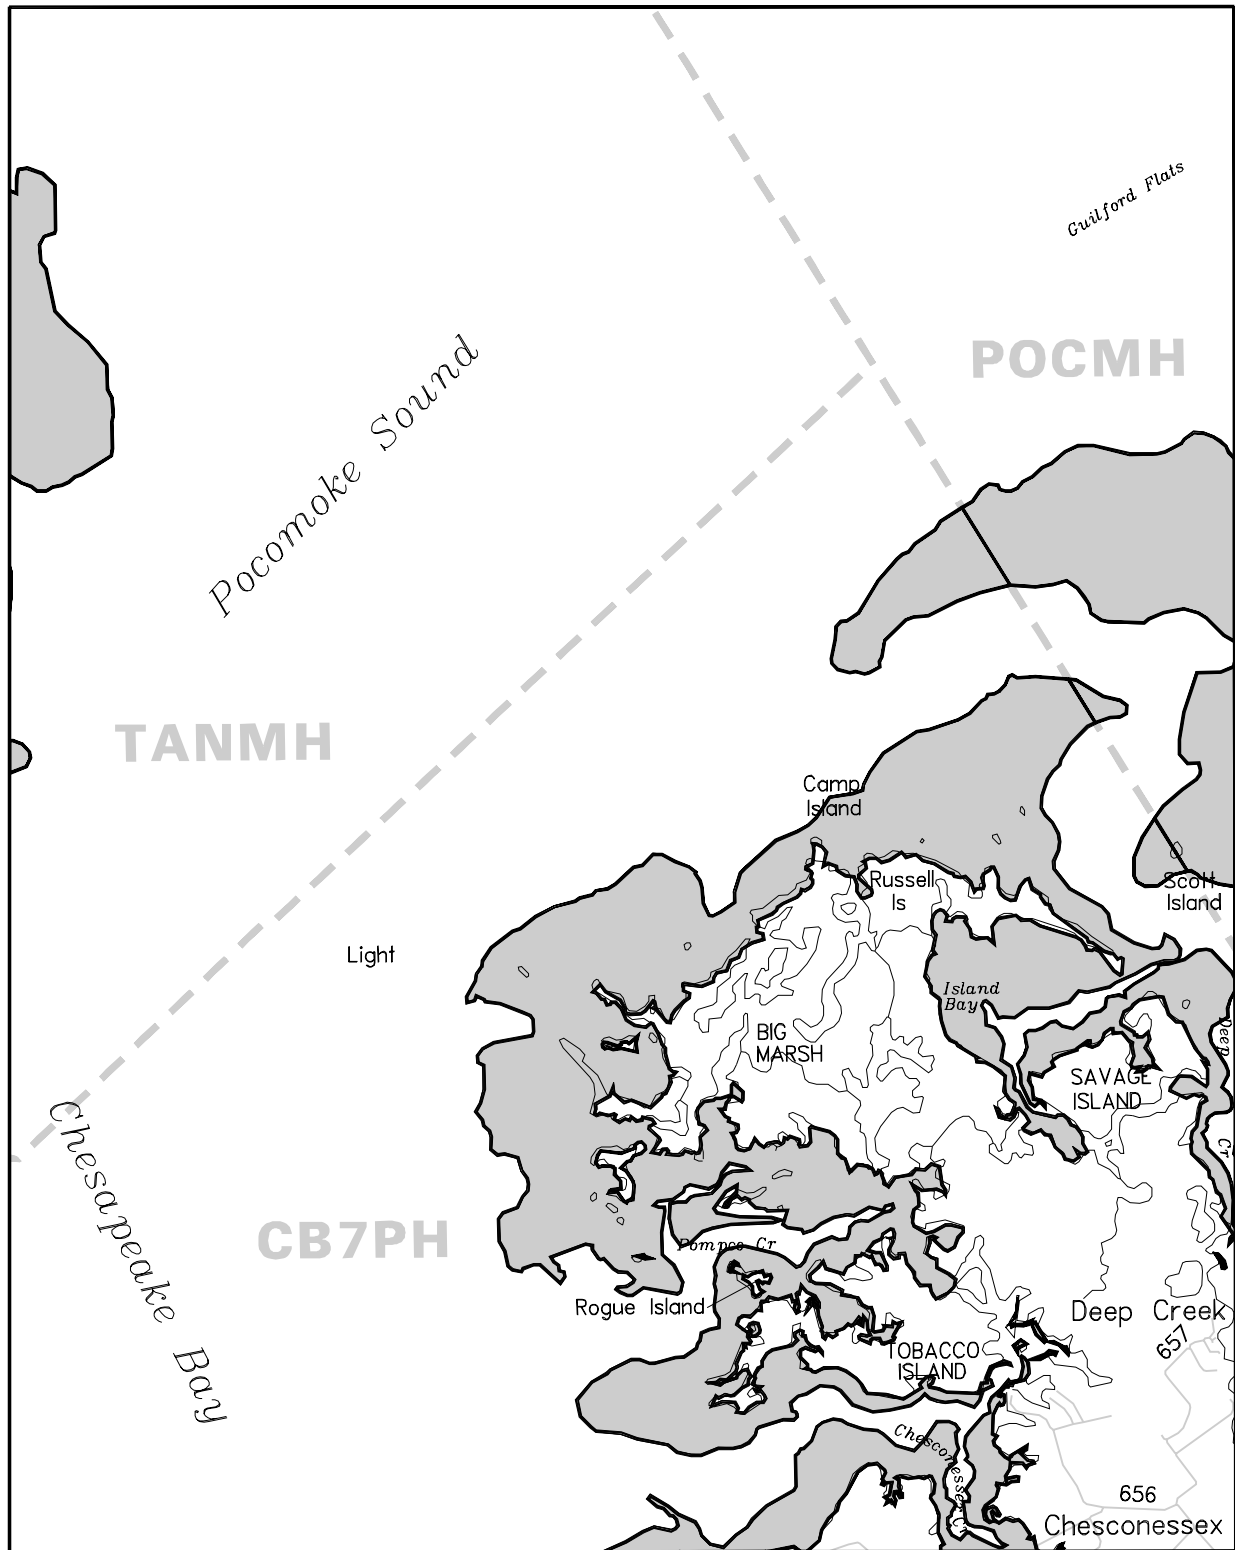 Guilford Flats
POCMH
Pocomoke Sound
TANMH
Camp
Island
Russell
Is
Scott
Island
Light
Island
Bay
Deep
BIG
MARSH
SAVAGE
ISLAND
Cr
Chesapeake Bay
CB7PH
Pompco Cr
Rogue Island
Deep Creek
657
TOBACCO
ISLAND
Chesconessex Cr
656
Chesconessex